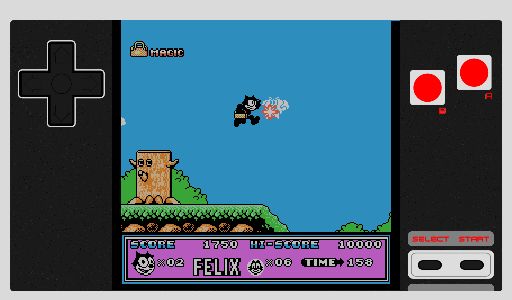 MAGIC
A
SELECT START
SCORE 1750 HI-SCORE 10000
×02 FELIX ×06 TIME 158